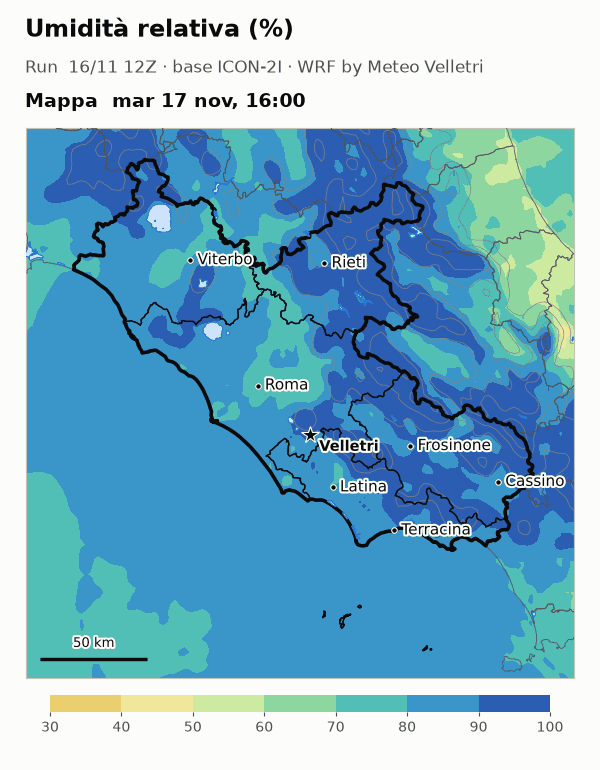 Umidità relativa (%)
Run 16/11 12Z · base ICON-2I · WRF by Meteo Velletri
Mappa mar 17 nov, 16:00
Viterbo
Rieti
Roma
Velletri
Frosinone
Cassino
Latina
Terracina
50 km
30 40 50 60 70 80 90 100